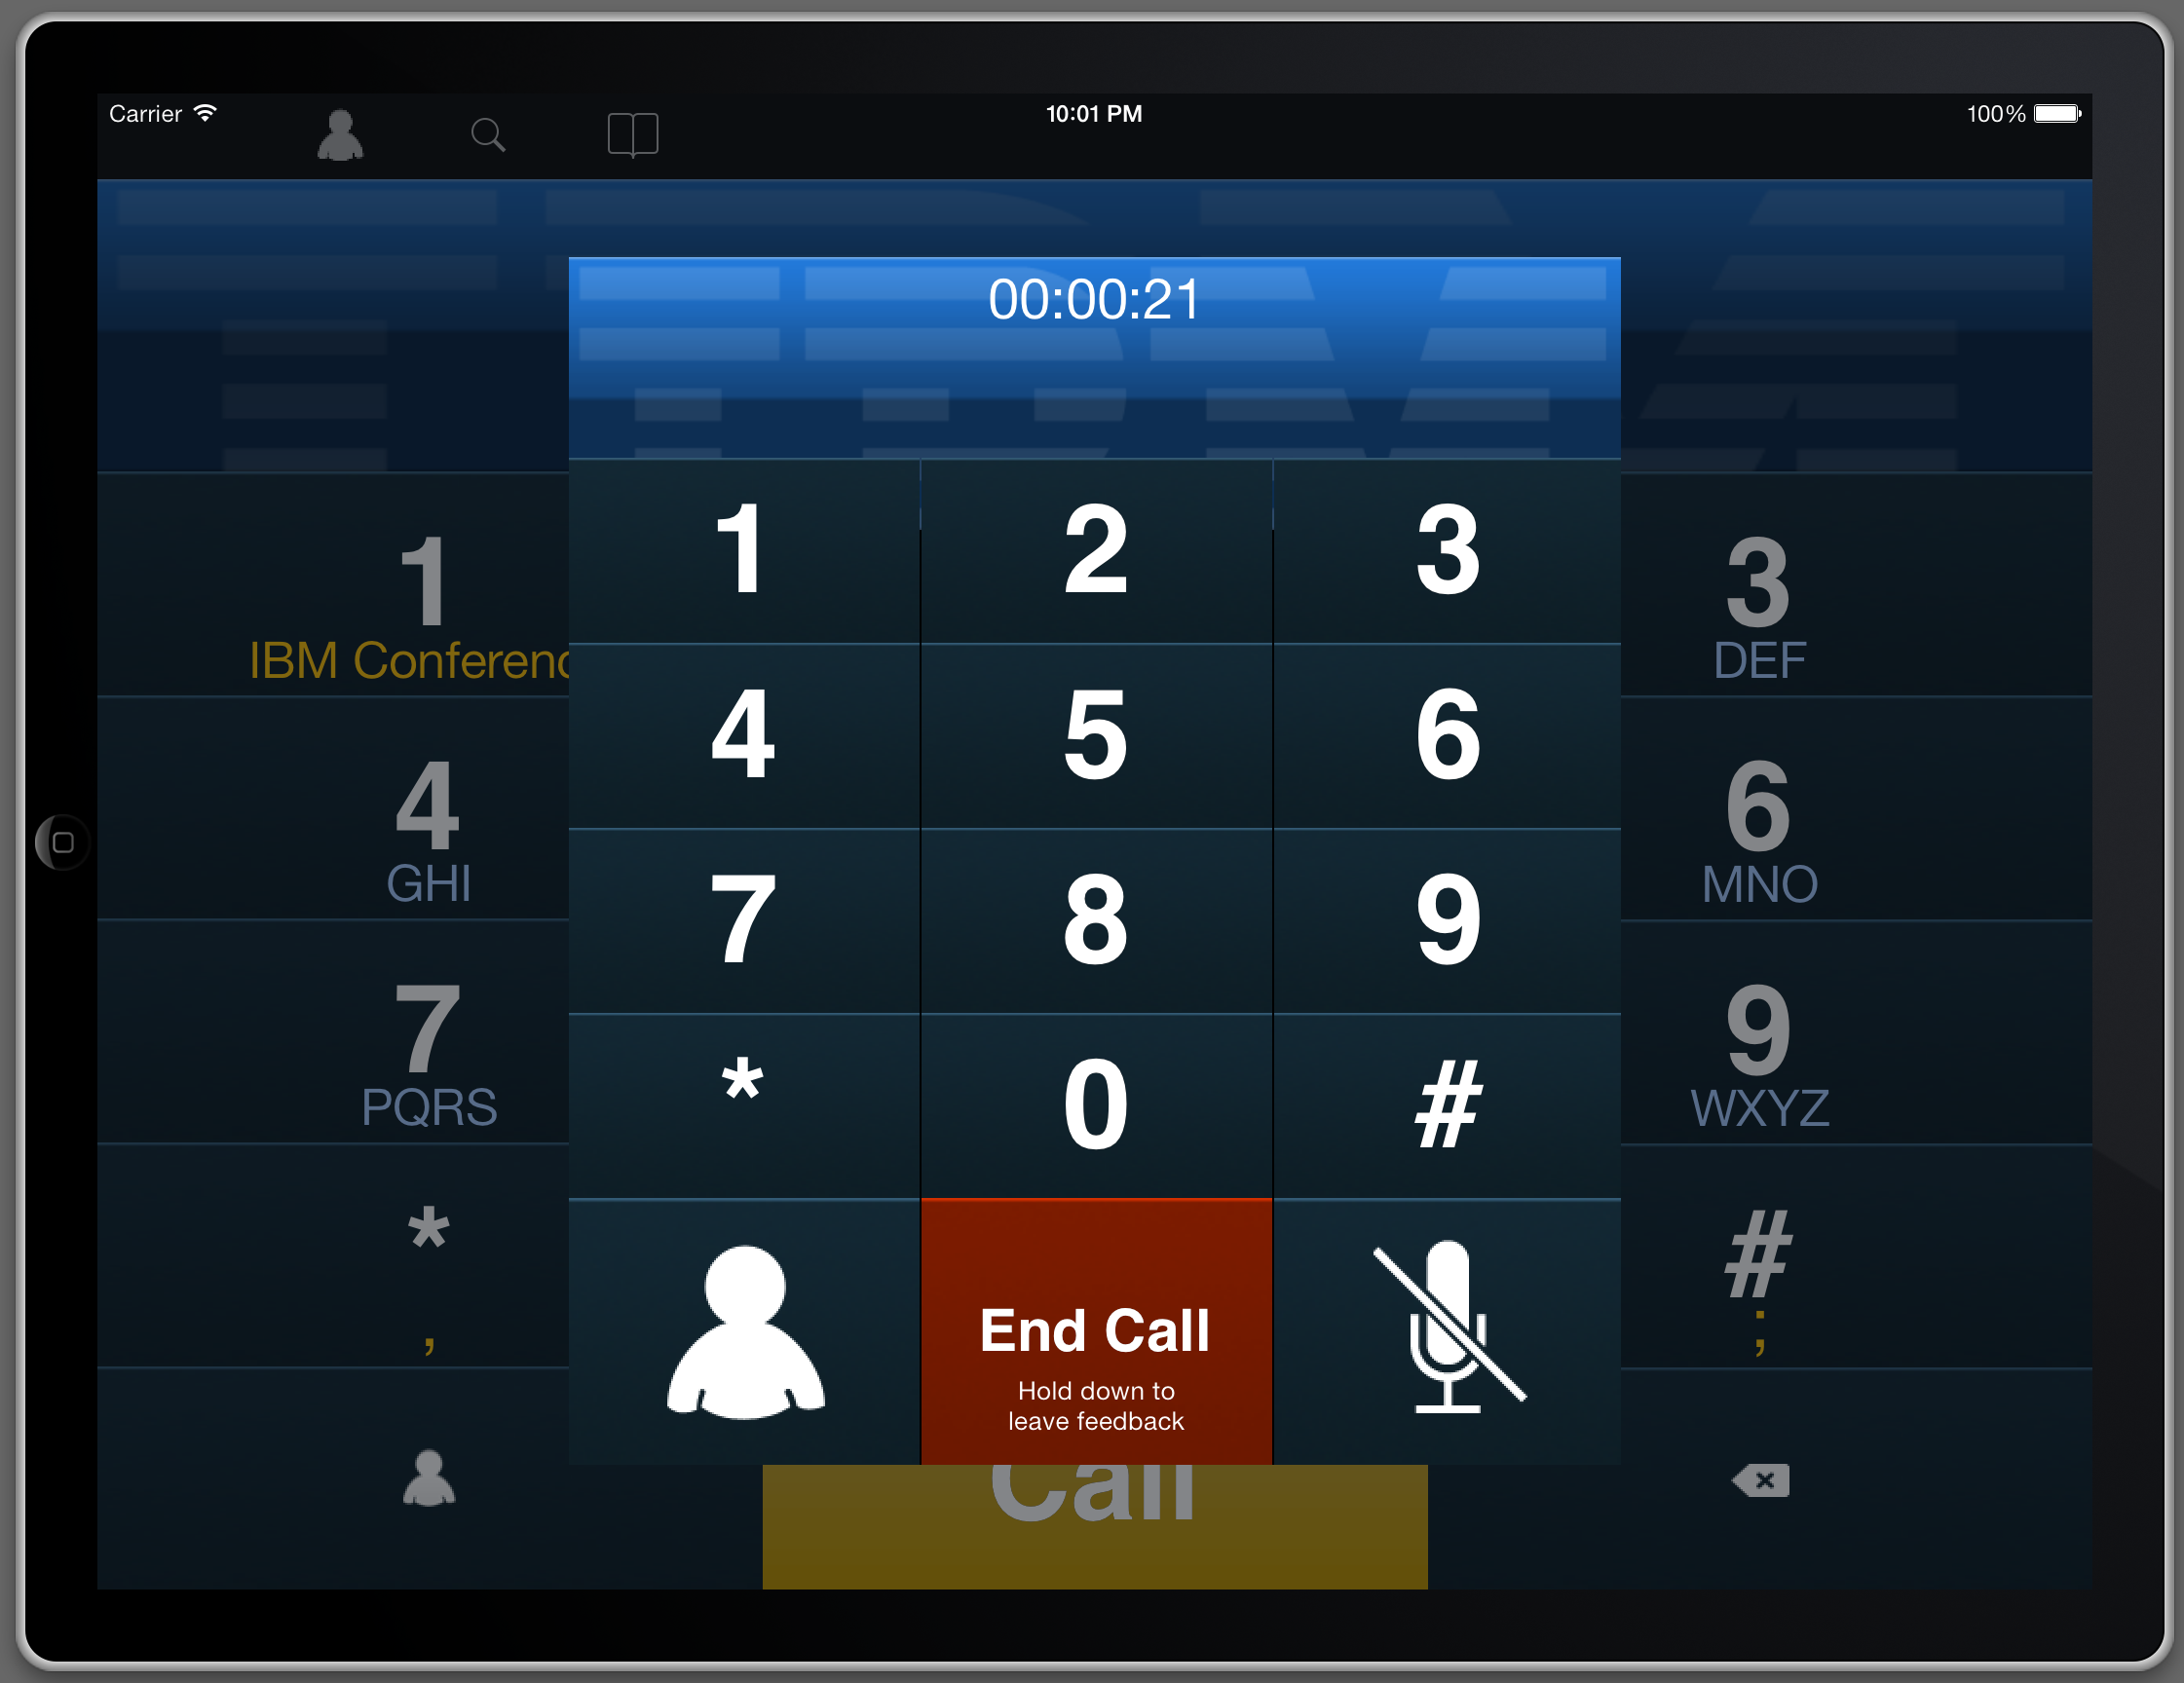 Carrier 10:01 PM 100%
00:00:21
1 2 3
4 5 6
7 8 9
* 0 #
End Call
Hold down to
leave feedback
1 3
IBM Conferenc DEF
4 6
GHI MNO
7 9
PQRS WXYZ
* #
, ;
Call